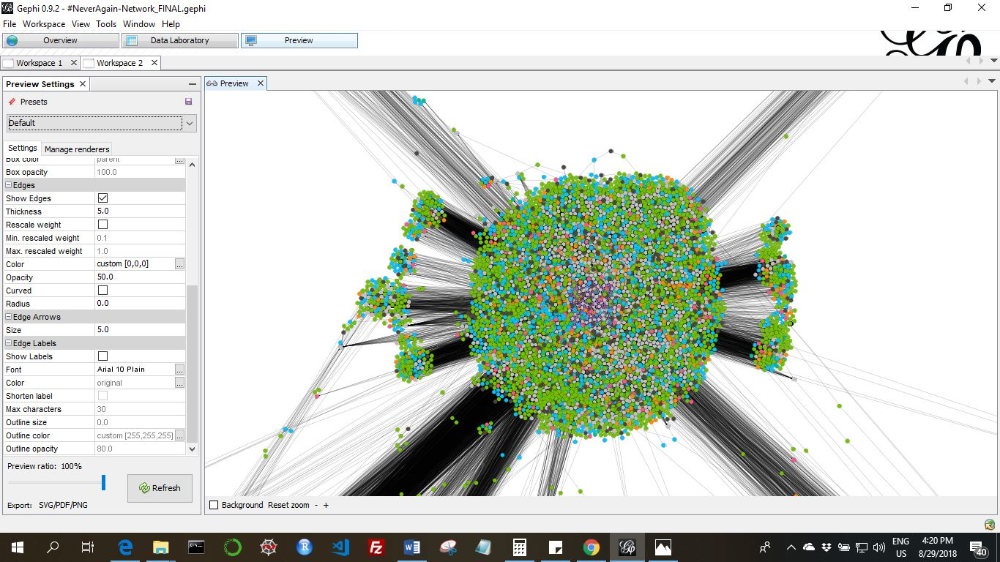 Gephi 0.9.2 - #NeverAgain-Network_FINAL.gephi
File Workspace View Tools Window Help
Overview Data Laboratory Preview
Workspace 1 Workspace 2
Preview Settings
Preview
Presets
Default
Settings Manage renderers
Box color parent
Box opacity 100.0
Edges
Show Edges
Thickness 5.0
Rescale weight
Min. rescaled weight 0.1
Max. rescaled weight 1.0
Color custom [0,0,0]
Opacity 50.0
Curved
Radius 0.0
Edge Arrows
Size 5.0
Edge Labels
Show Labels
Font Arial 10 Plain
Color original
Shorten label
Max characters 30
Outline size 0.0
Outline color custom [255,255,255]
Outline opacity 80.0
Preview ratio: 100%
Refresh
Export: SVG/PDF/PNG
Background Reset zoom - +
ENG 4:20 PM
US 8/29/2018
40